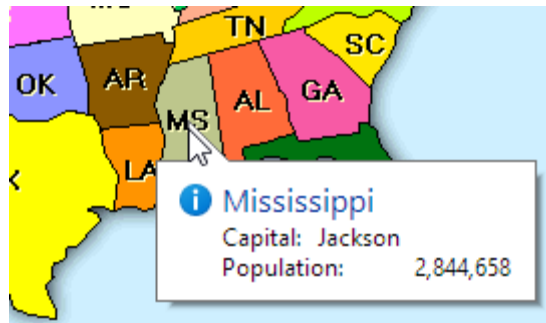 TN
SC
OK
AR
MS
AL
GA
LA
Mississippi
Capital: Jackson
Population: 2,844,658